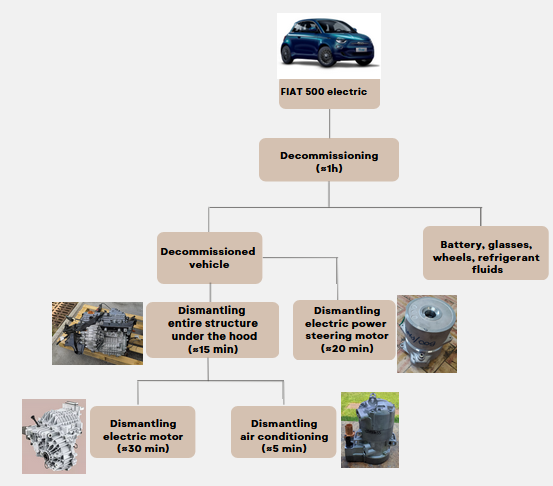 FIAT 500 electric
Decommissioning
(≈1h)
Decommissioned
vehicle
Battery, glasses,
wheels, refrigerant
fluids
Dismantling
entire structure
under the hood
(≈15 min)
Dismantling
electric power
steering motor
(≈20 min)
Dismantling
electric motor
(≈30 min)
Dismantling
air conditioning
(≈5 min)